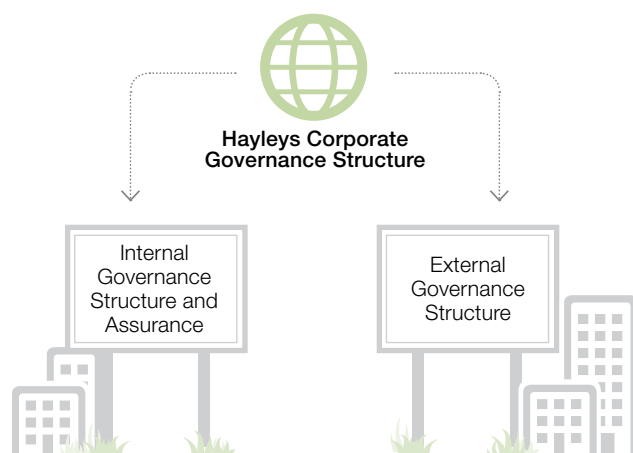 Hayleys Corporate
Governance Structure
Internal
Governance
Structure and
Assurance
External
Governance
Structure